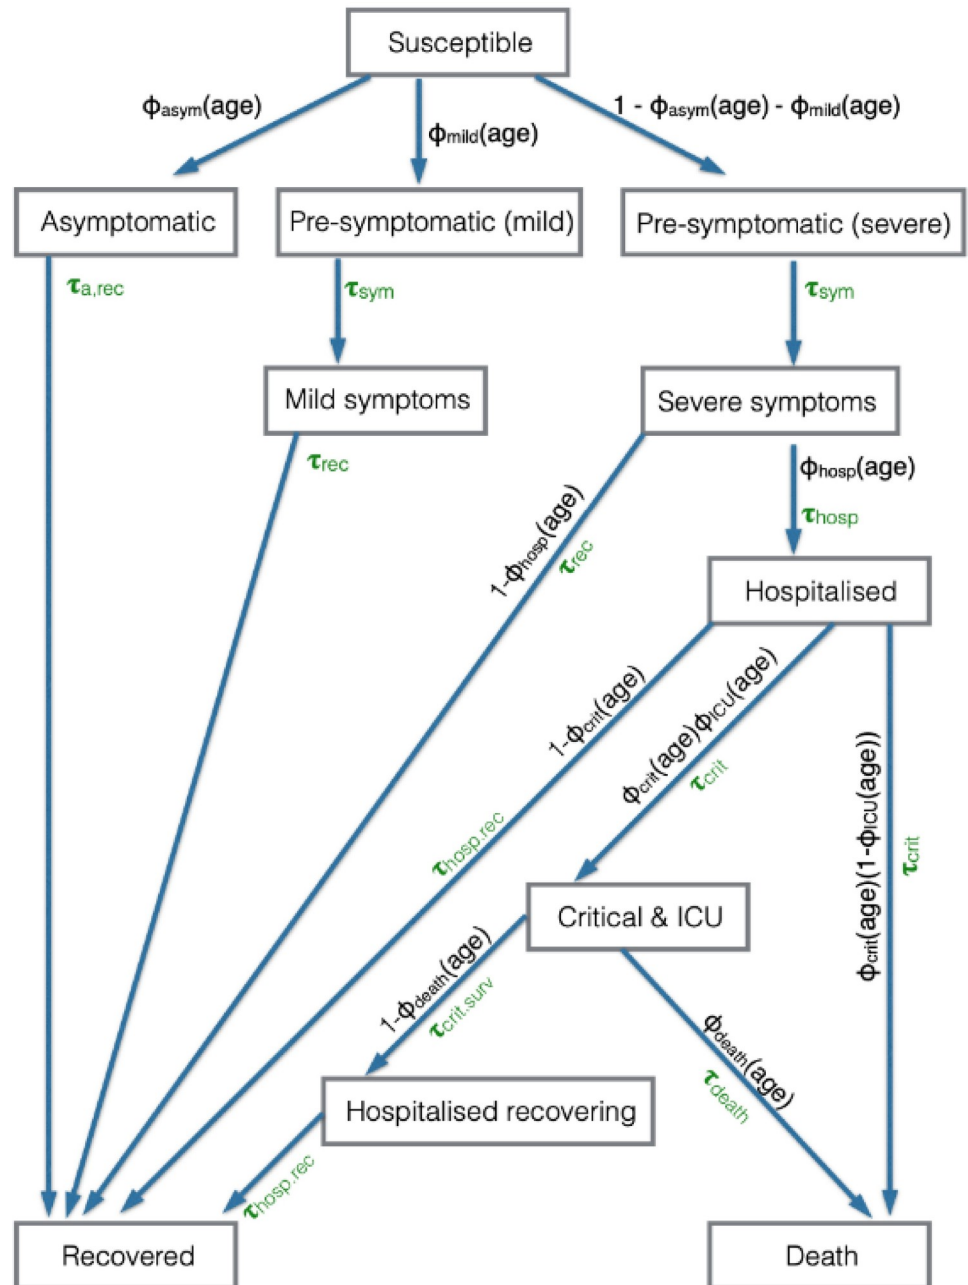 Susceptible
ϕasym(age)
ϕmild(age)
1 - ϕasym(age) - ϕmild(age)
Asymptomatic
Pre-symptomatic (mild)
Pre-symptomatic (severe)
τa,rec
τsym
τsym
Mild symptoms
Severe symptoms
τrec
ϕhosp(age)
τhosp
1-ϕhosp(age)
τrec
Hospitalised
1-ϕcrit(age)
τhosp.rec
ϕcrit(age)ϕICU(age)
τcrit
ϕcrit(age)(1-ϕICU(age))
τcrit
Critical & ICU
1-ϕdeath(age)
τcrit.surv
ϕdeath(age)
τdeath
Hospitalised recovering
τhosp.rec
Recovered
Death